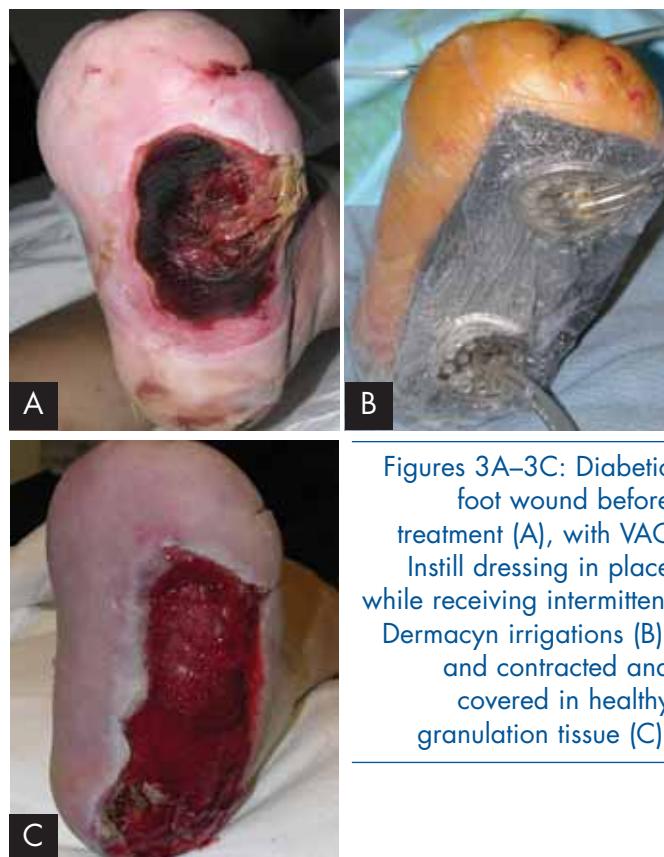 A
B
C
Figures 3A–3C: Diabetic
foot wound before
treatment (A), with VAC
Instill dressing in place
while receiving intermitten
Dermacyn irrigations (B)
and contracted and
covered in healthy
granulation tissue (C)